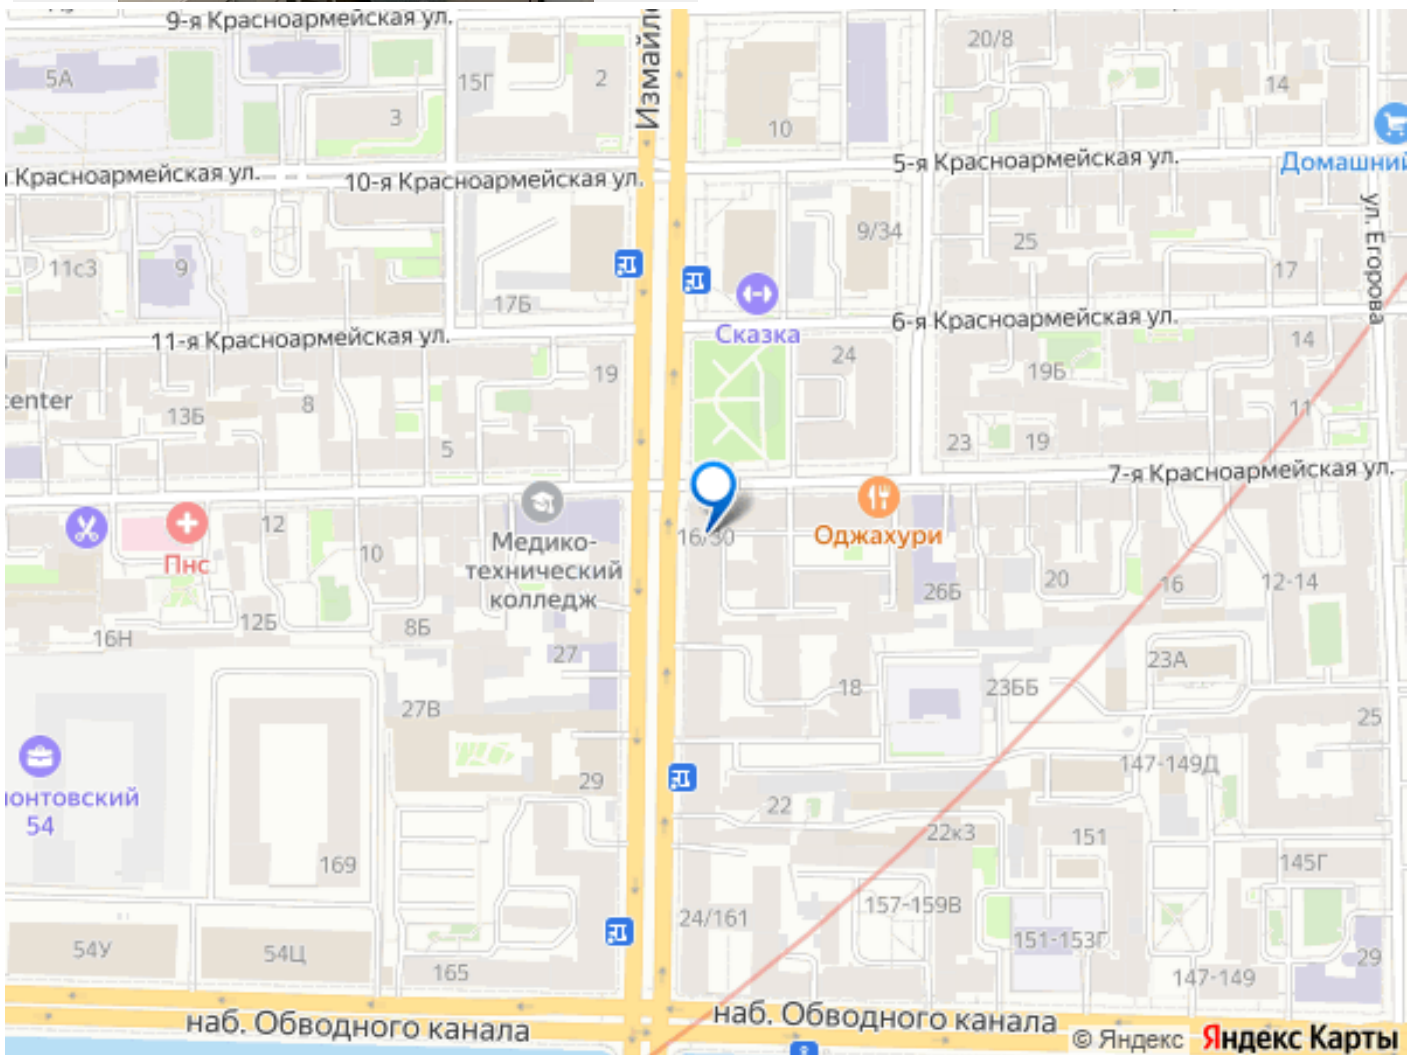 9-я Красноармейская ул.
20/8
5А
15Г
2
14
3
10
5-я Красноармейская ул.
Домашний
Красноармейская ул.
10-я Красноармейская ул.
ул. Егорова
9/34
25
11с3
9
17
17Б
6-я Красноармейская ул.
Сказка
11-я Красноармейская ул.
14
24
19
19Б
center
13Б
8
11
5
23
19
7-я Красноармейская ул.
12
16/30
Оджахури
Медико-
технический
колледж
Пнс
10
20
16
12-14
26Б
12Б
8Б
16Н
27
23А
18
23ББ
27В
25
147-149Д
29
22
54
22к3
151
169
145Г
157-159В
24/161
151-153Г
54У
54Ц
165
29
147-149
наб. Обводного канала
наб. Обводного канала
© Яндекс Яндекс Карты